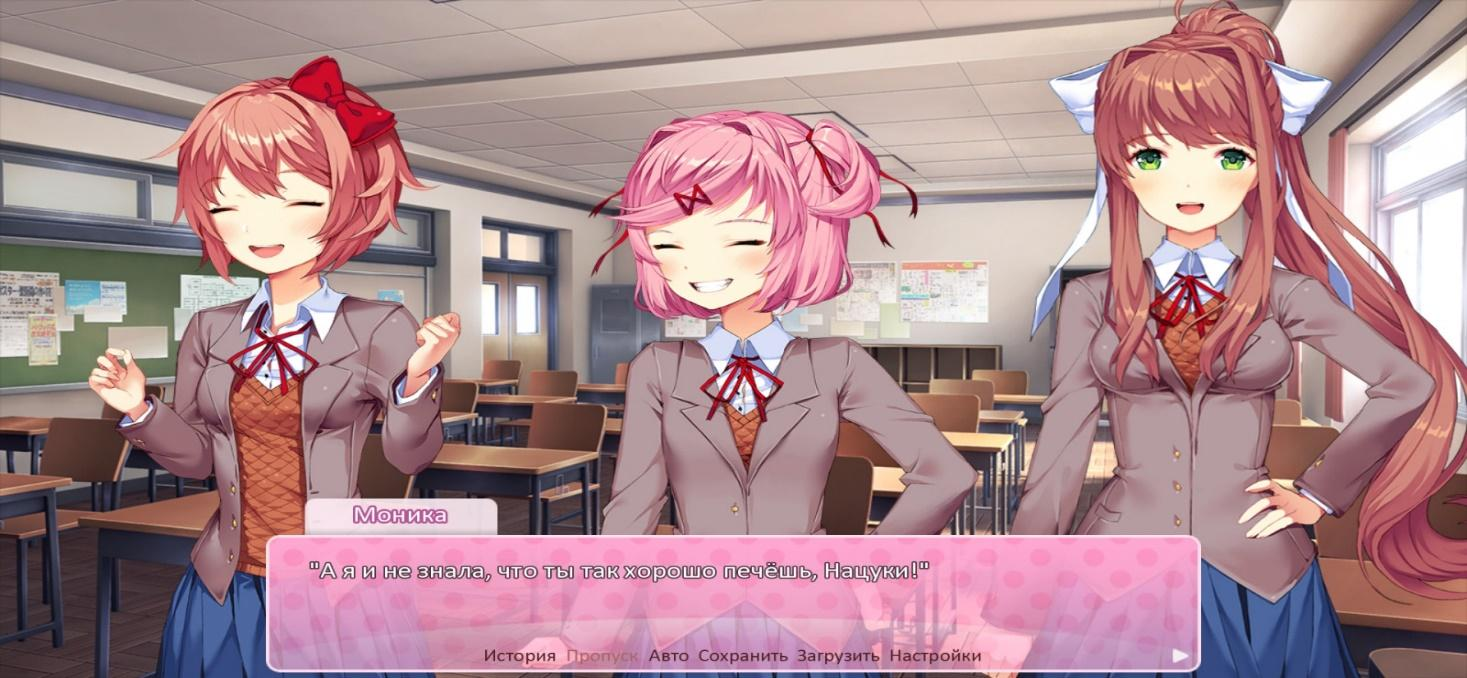 Моника
"А я и не знала, что ты так хорошо печёшь, Нацуки!"
История Пропуск Авто Сохранить Загрузить Настройки